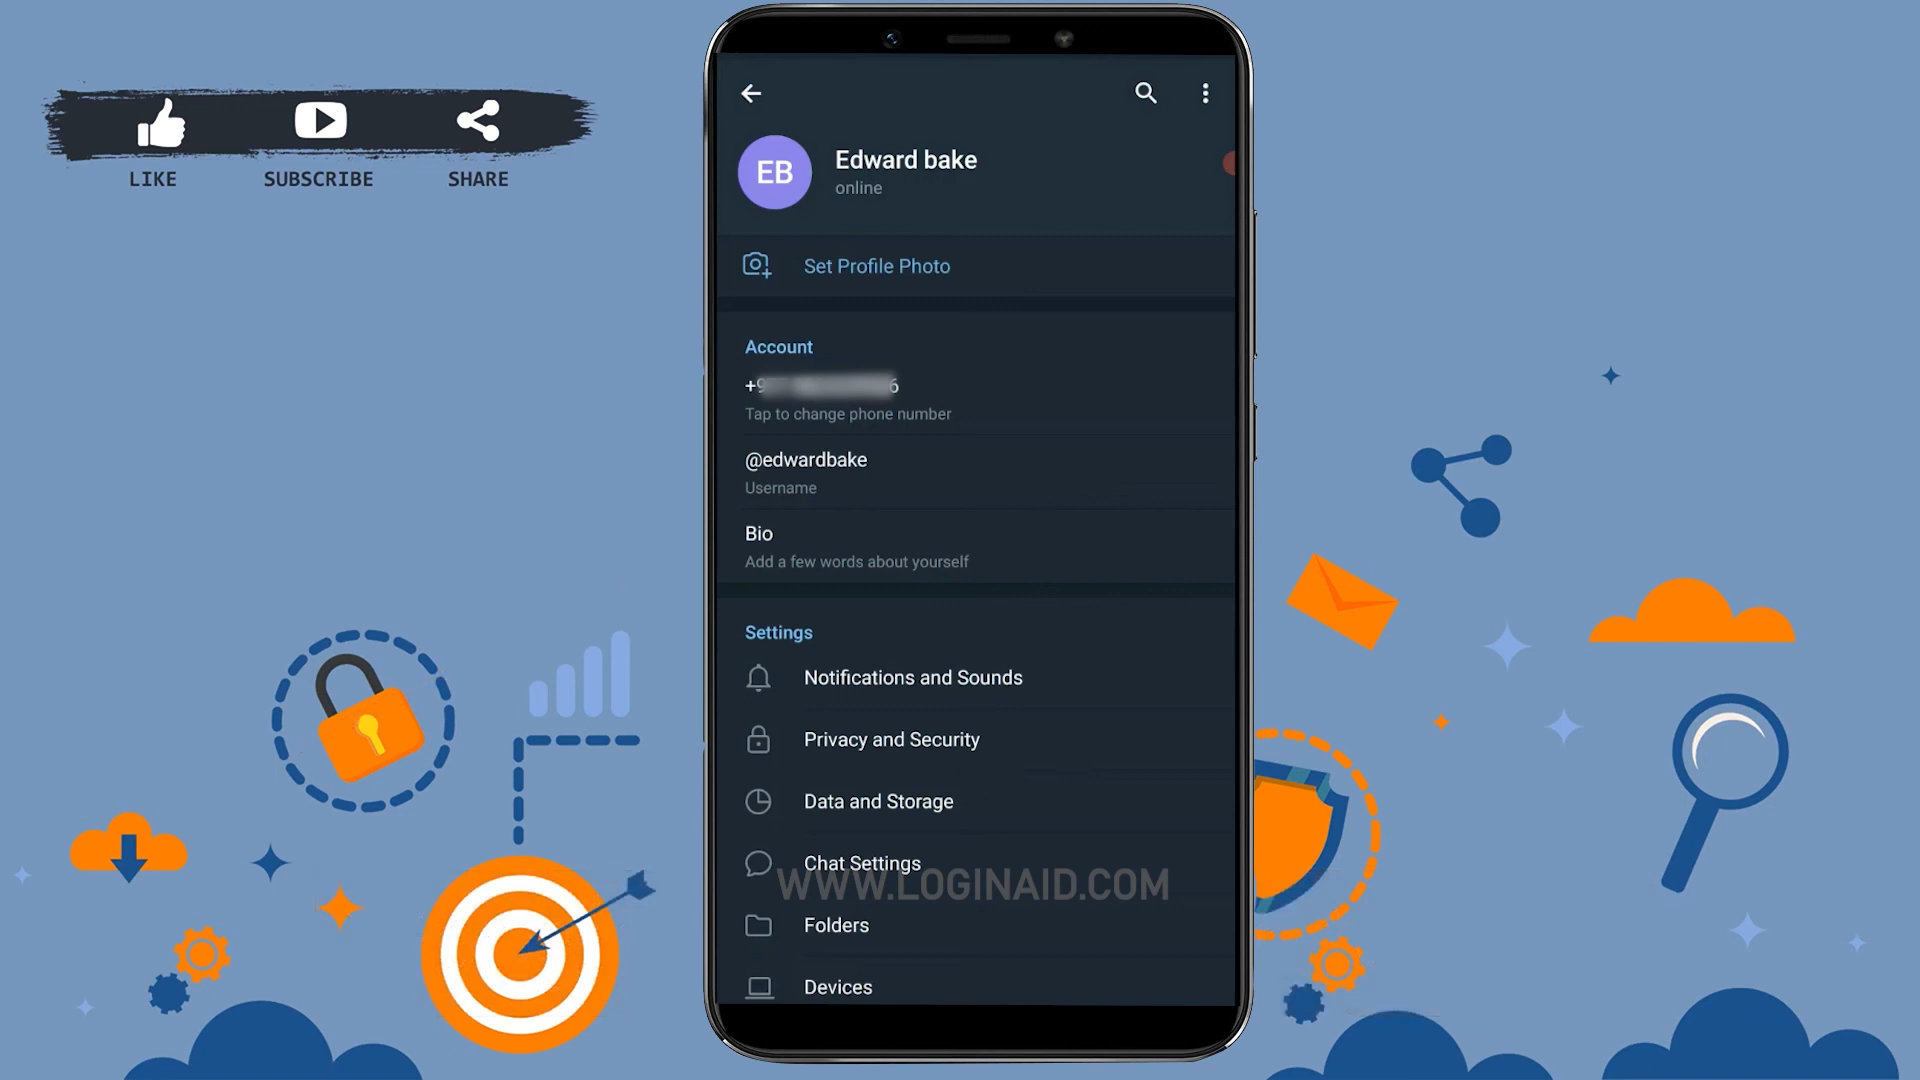 LIKE SUBSCRIBE SHARE
EB
Edward bake
online
Set Profile Photo
Account
Tap to change phone number
@edwardbake
Username
Bio
Add a few words about yourself
Settings
Notifications and Sounds
Privacy and Security
Data and Storage
Chat Settings
WWW.LOGINAID.COM
Folders
Devices